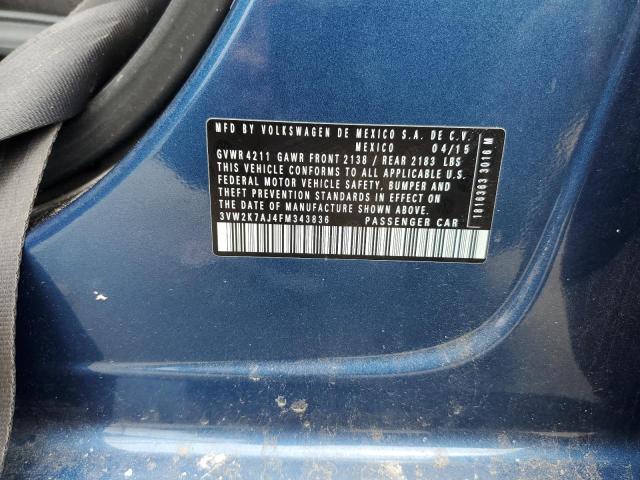 MFD BY VOLKSWAGEN DE MEXICO S.A. DE C.V.
MEXICO 04/15
GVWR 4211 GAWR FRONT 2138 / REAR 2183 LBS
THIS VEHICLE CONFORMS TO ALL APPLICABLE U.S.
FEDERAL MOTOR VEHICLE SAFETY, BUMPER AND
THEFT PREVENTION STANDARDS IN EFFECT ON THE
DATE OF MANUFACTURE SHOWN ABOVE.
3VW2K7AJ4FM343836 PASSENGER CAR
1816363 3016 M